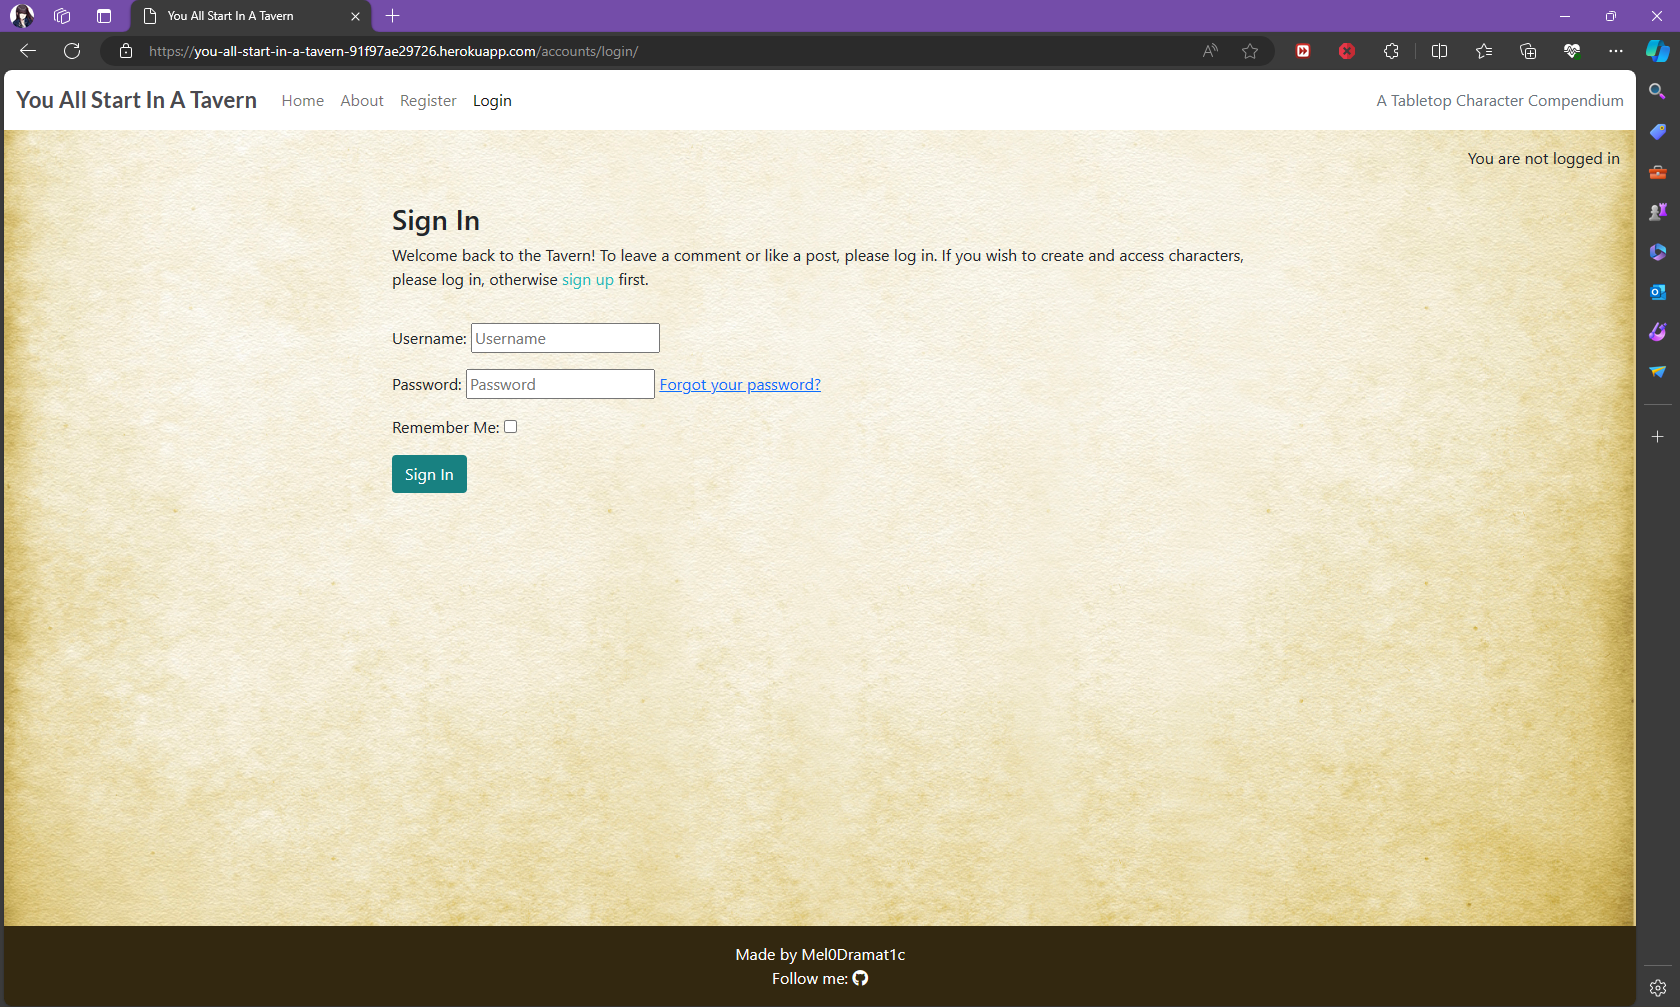 You All Start In A Tavern
https://you-all-start-in-a-tavern-91f97ae29726.herokuapp.com/accounts/login/
You All Start In A Tavern Home About Register Login A Tabletop Character Compendium
You are not logged in
Sign In
Welcome back to the Tavern! To leave a comment or like a post, please log in. If you wish to create and access characters,
please log in, otherwise sign up first.
Username: Username
Password: Password Forgot your password?
Remember Me:
Sign In
Made by Mel0Dramat1c
Follow me: